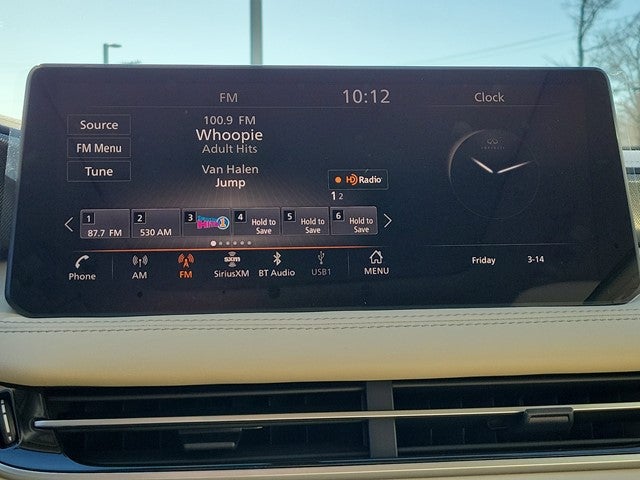 FM
10:12
Clock
Source
FM Menu
Tune
100.9 FM
Whoopie
Adult Hits
Van Halen
Jump
HD Radio
1 2
INFINITI
1
87.7 FM
2
530 AM
3
4
Hold to
Save
5
Hold to
Save
6
Hold to
Save
Phone
AM
FM
sxm
SiriusXM
BT Audio
USB1
MENU
Friday
3-14